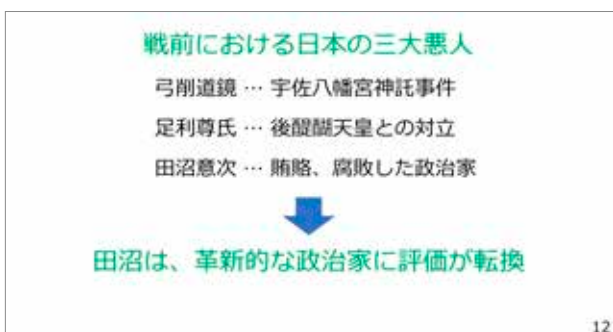 戦前における日本の三大悪人
弓削道鏡 … 宇佐八幡宮神託事件
足利尊氏 … 後醍醐天皇との対立
田沼意次 … 賄賂、腐敗した政治家
田沼は、革新的な政治家に評価が転換
12